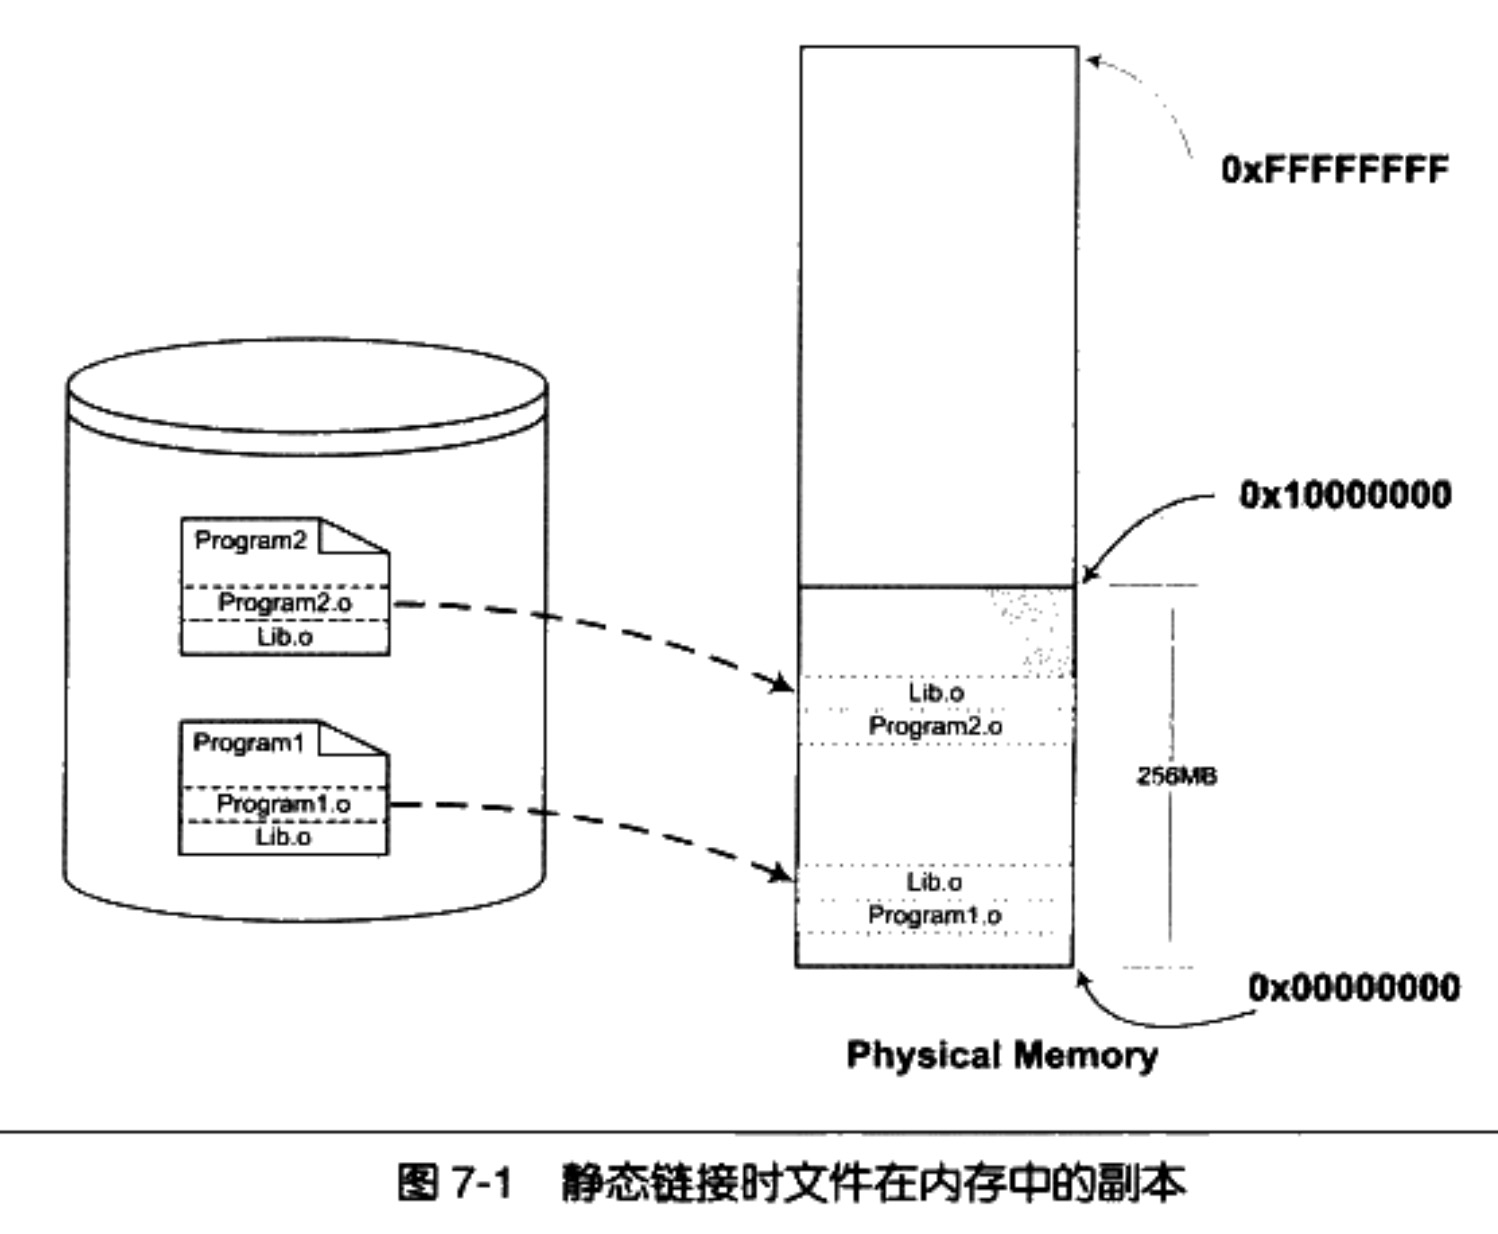 0xFFFFFFFF
0x10000000
Program2
Program2.o
Lib.o
Program1
Program1.o
Lib.o
Lib.o
Program2.o
256MB
Lib.o
Program1.o
0x00000000
Physical Memory
图 7-1 静态链接时文件在内存中的副本